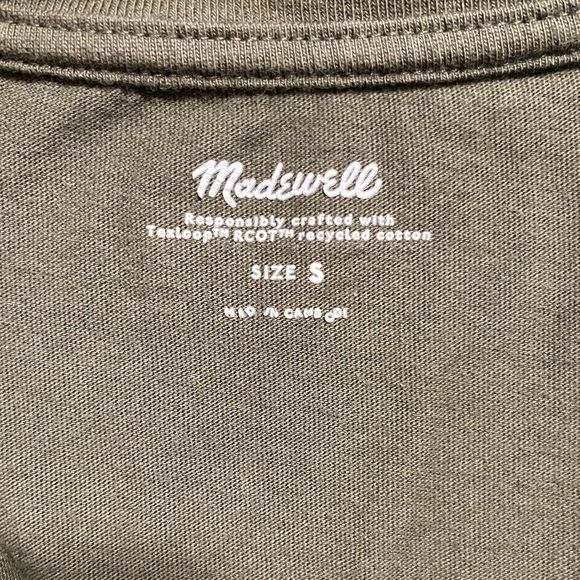 Madewell
Responsibly crafted with
Texloop™ RCOT™ recycled cotton
SIZE S